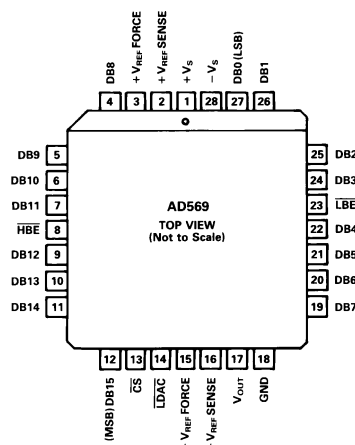 DB8
+ VREF FORCE
+ VREF SENSE
+ VS
– VS
DB0 (LSB)
DB1
4
3
2
1
28
27
26
DB9 5
DB10 6
DB11 7
HBE 8
DB12 9
DB13 10
DB14 11
AD569
TOP VIEW
(Not to Scale)
25 DB2
24 DB3
23 LBE
22 DB4
21 DB5
20 DB6
19 DB7
12
13
14
15
16
17
18
(MSB) DB15
CS
LDAC
- VREF FORCE
- VREF SENSE
VOUT
GND